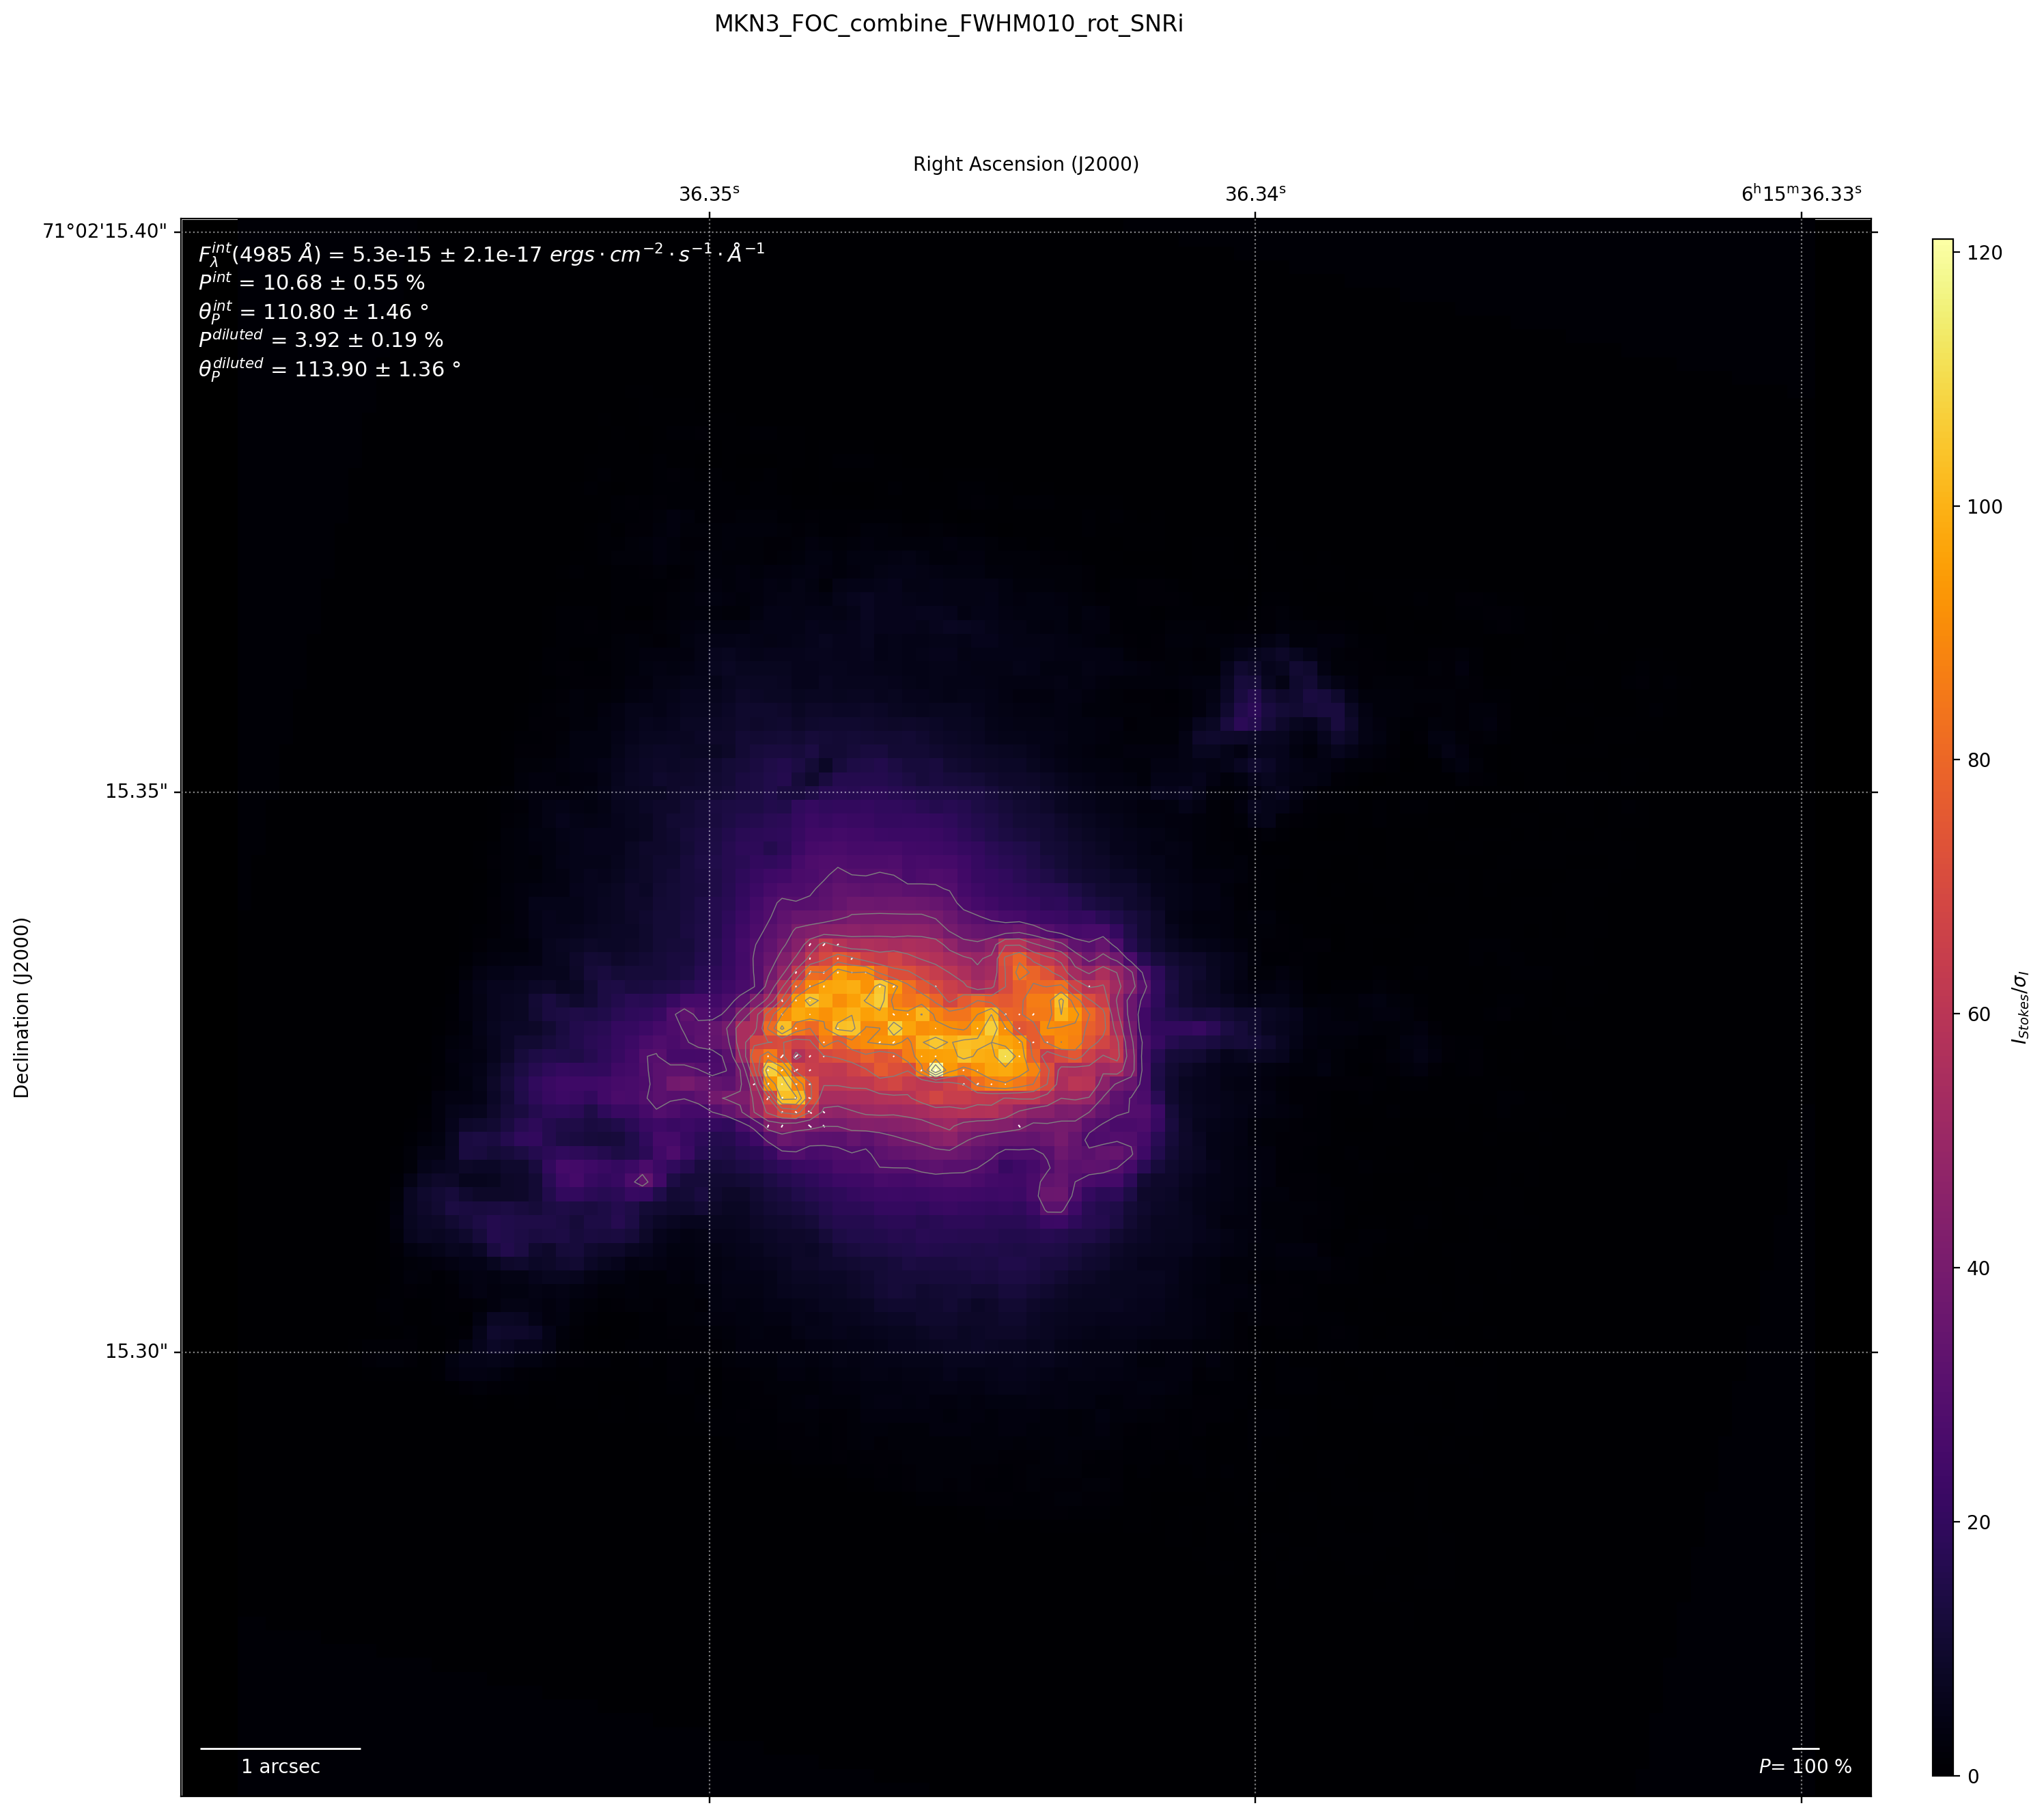 MKN3_FOC_combine_FWHM010_rot_SNRi
Right Ascension (J2000)
36.35ˢ 36.34ˢ 6ʰ15ᵐ36.33ˢ
71°02'15.40"
F_λ^int(4985 Å) = 5.3e-15 ± 2.1e-17 ergs · cm⁻² · s⁻¹ · Å⁻¹
P^int = 10.68 ± 0.55 %
θ_P^int = 110.80 ± 1.46 °
P^diluted = 3.92 ± 0.19 %
θ_P^diluted = 113.90 ± 1.36 °
15.35"
15.30"
Declination (J2000)
1 arcsec
P= 100 %
120
100
80
60
40
20
0
I_Stokes/σ_I